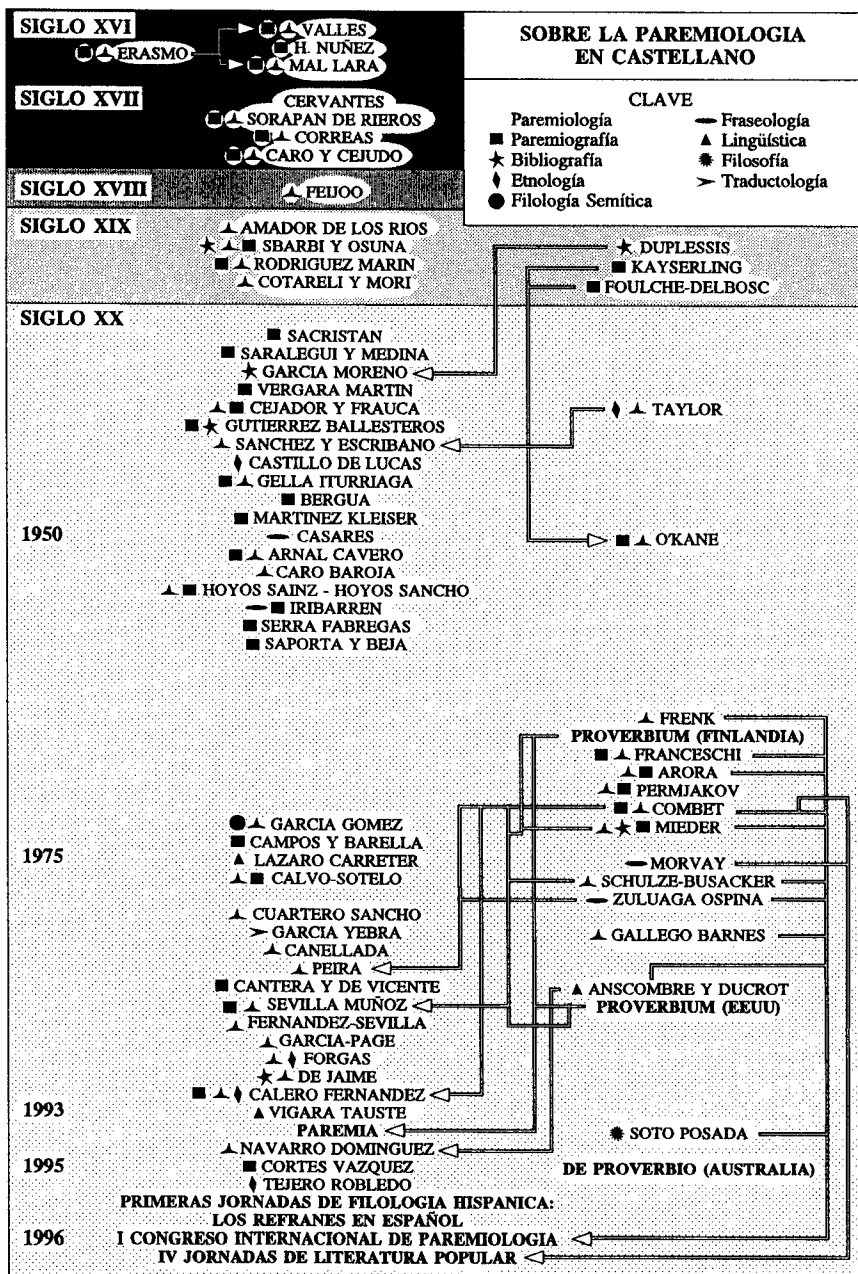 SIGLO XVI
ERASMO
VALLES
H. NUÑEZ
MAL LARA
SOBRE LA PAREMIOLOGIA
EN CASTELLANO
CLAVE
Paremiología
Paremiografía
Bibliografía
Etnología
Filología Semítica
Fraseología
Lingüística
Filosofía
Traductología
SIGLO XVII
CERVANTES
SORAPAN DE RIEROS
CORREAS
CARO Y CEJUDO
SIGLO XVIII
FEIJOO
SIGLO XIX
AMADOR DE LOS RIOS
SBARBI Y OSUNA
RODRIGUEZ MARIN
COTARELI Y MORI
DUPLESSIS
KAYSERLING
FOULCHE-DELBOSC
SIGLO XX
SACRISTAN
SARALEGUI Y MEDINA
GARCIA MORENO
VERGARA MARTIN
CEJADOR Y FRAUCA
TAYLOR
GUTIERREZ BALLESTEROS
SANCHEZ Y ESCRIBANO
CASTILLO DE LUCAS
GELLA ITURRIAGA
BERGUA
MARTINEZ KLEISER
1950
CASARES
O'KANE
ARNAL CAVERO
CARO BAROJA
HOYOS SAINZ - HOYOS SANCHO
IRIBARREN
SERRA FABREGAS
SAPORTA Y BEJA
FRENK
PROVERBIUM (FINLANDIA)
FRANCESCHI
ARORA
PERMJAKOV
COMBET
GARCIA GOMEZ
MIEDER
CAMPOS Y BARELLA
1975
LAZARO CARRETER
MORVAY
CALVO-SOTELO
SCHULZE-BUSACKER
ZULUAGA OSPINA
CUARTERO SANCHO
GARCIA YEBRA
GALLEGO BARNES
CANELLADA
PEIRA
CANTERA Y DE VICENTE
ANSCOMBRE Y DUCROT
SEVILLA MUÑOZ
PROVERBIUM (EEUU)
FERNANDEZ-SEVILLA
GARCIA-PAGE
FORGAS
DE JAIME
CALERO FERNANDEZ
1993
VIGARA TAUSTE
PAREMIA
SOTO POSADA
NAVARRO DOMINGUEZ
1995
CORTES VAZQUEZ
DE PROVERBIO (AUSTRALIA)
TEJERO ROBLEDO
PRIMERAS JORNADAS DE FILOLOGIA HISPANICA:
LOS REFRANES EN ESPAÑOL
1996
I CONGRESO INTERNACIONAL DE PAREMIOLOGIA
IV JORNADAS DE LITERATURA POPULAR